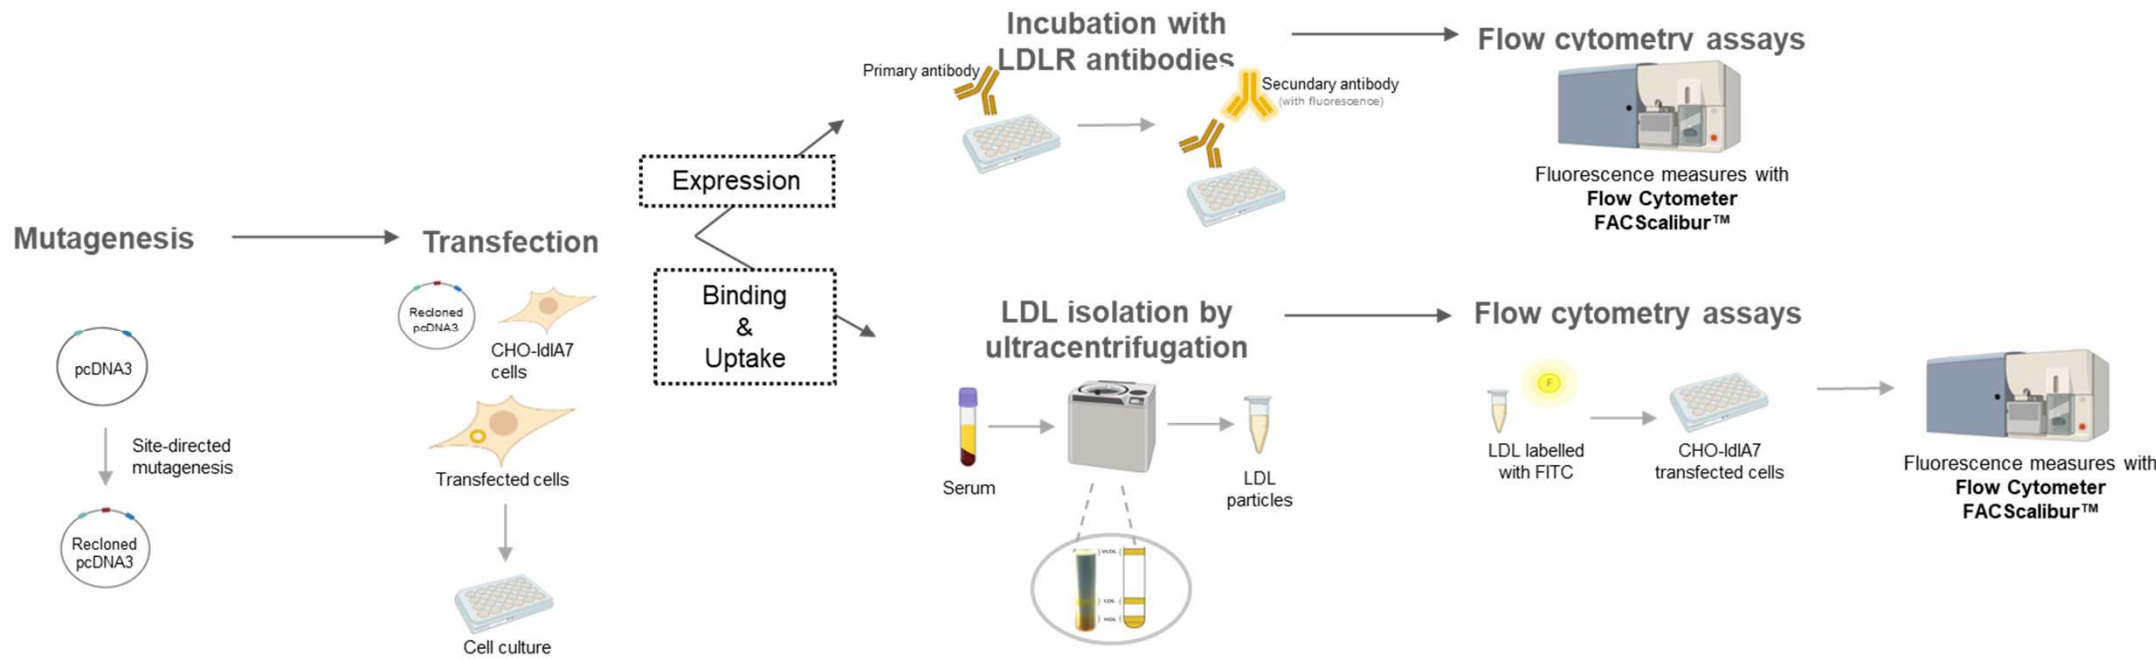 Mutagenesis
pcDNA3
Site-directed
mutagenesis
Recloned
pcDNA3
Transfection
Recloned
pcDNA3
CHO-ldlA7
cells
Transfected cells
Cell culture
Expression
Binding
&
Uptake
Incubation with
LDLR antibodies
Primary antibody
Secundary antibody
(with fluorescence)
Flow cytometry assays
Fluorescence measures with
Flow Cytometer
FACScalibur™
LDL isolation by
ultracentrifugation
Serum
LDL
particles
VLDL
LDL
HDL
Flow cytometry assays
F
LDL labelled
with FITC
CHO-ldlA7
transfected cells
Fluorescence measures with
Flow Cytometer
FACScalibur™